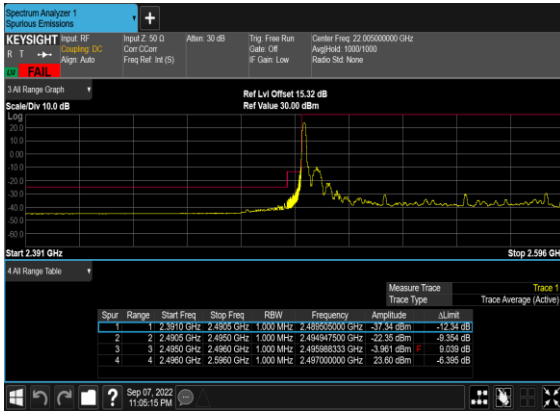 Spectrum Analyzer 1
Spurious Emissions
KEYSIGHT Input: RF Input Z: 50 Ω Atten: 30 dB Trig: Free Run Center Freq: 22.005000000 GHz
R T Coupling: DC Corr CCorr Gate: Off Avg|Hold: 1000/1000
Align: Auto Freq Ref: Int (S) IF Gain: Low Radio Std: None
FAIL
3 All Range Graph
Ref Lvl Offset 15.32 dB
Scale/Div 10.0 dB Ref Value 30.00 dBm
Log
20.0
10.0
0.00
-10.0
-20.0
-30.0
-40.0
-50.0
-60.0
Start 2.391 GHz Stop 2.596 GH
4 All Range Table
Measure Trace Trace 1
Trace Type Trace Average (Active)
Spur Range Start Freq Stop Freq RBW Frequency Amplitude ΔLimit
1 1 2.3910 GHz 2.4905 GHz 1.000 MHz 2.489505000 GHz -37.34 dBm -12.34 dB
2 2 2.4905 GHz 2.4950 GHz 1.000 MHz 2.494947500 GHz -22.35 dBm -9.354 dB
3 3 2.4950 GHz 2.4960 GHz 1.000 MHz 2.495988333 GHz -3.961 dBm F 9.039 dB
4 4 2.4960 GHz 2.5960 GHz 1.000 MHz 2.497000000 GHz 23.60 dBm -6.395 dB
?
Sep 07, 2022
11:05:15 PM